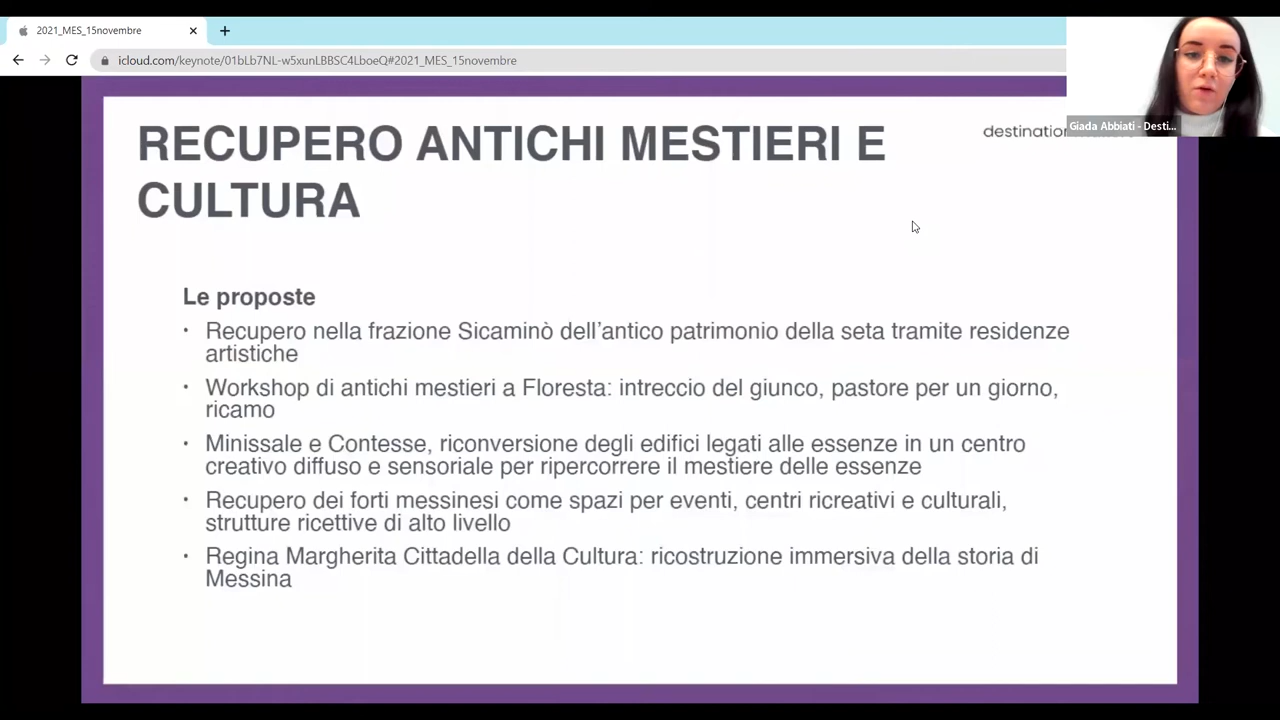 2021_MES_15novembre
icloud.com/keynote/01bLb7NL-w5xunLBBSC4LboeQ#2021_MES_15novembre
Giada Abbiati - Desti...
destination
RECUPERO ANTICHI MESTIERI E
CULTURA
Le proposte
• Recupero nella frazione Sicaminò dell’antico patrimonio della seta tramite residenze
artistiche
• Workshop di antichi mestieri a Floresta: intreccio del giunco, pastore per un giorno,
ricamo
• Minissale e Contesse, riconversione degli edifici legati alle essenze in un centro
creativo diffuso e sensoriale per ripercorrere il mestiere delle essenze
• Recupero dei forti messinesi come spazi per eventi, centri ricreativi e culturali,
strutture ricettive di alto livello
• Regina Margherita Cittadella della Cultura: ricostruzione immersiva della storia di
Messina